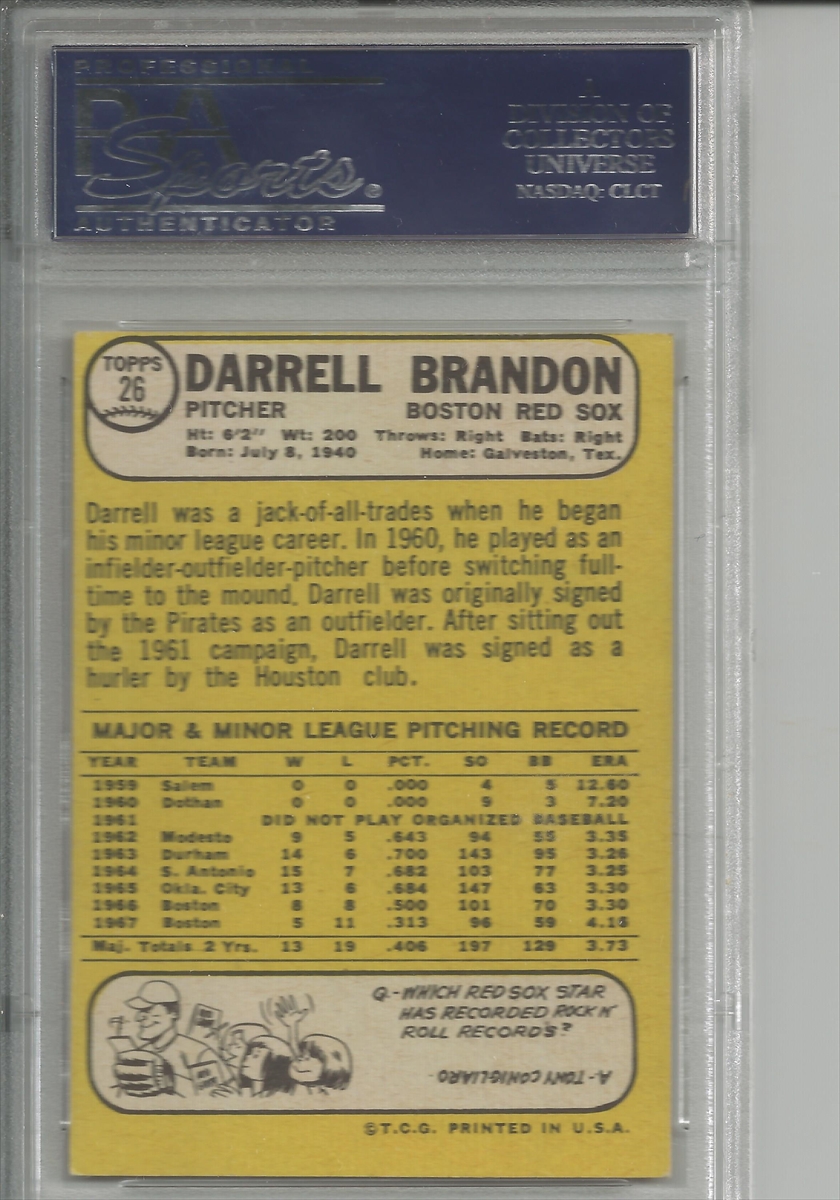 PROFESSIONAL
PSA
Sports®
AUTHENTICATOR
A
DIVISION OF
COLLECTORS
UNIVERSE
NASDAQ: CLCT
TOPPS
26
DARRELL BRANDON
PITCHER BOSTON RED SOX
Ht: 6'2" Wt: 200 Throws: Right Bats: Right
Born: July 8, 1940 Home: Galveston, Tex.
Darrell was a jack-of-all-trades when he began
his minor league career. In 1960, he played as an
infielder-outfielder-pitcher before switching full-
time to the mound. Darrell was originally signed
by the Pirates as an outfielder. After sitting out
the 1961 campaign, Darrell was signed as a
hurler by the Houston club.
MAJOR & MINOR LEAGUE PITCHING RECORD
YEAR TEAM W L PCT. SO BB ERA
1959 Salem 0 0 .000 4 5 12.60
1960 Dothan 0 0 .000 9 3 7.20
1961 DID NOT PLAY ORGANIZED BASEBALL
1962 Modesto 9 5 .643 94 55 3.35
1963 Durham 14 6 .700 143 95 3.26
1964 S. Antonio 15 7 .682 103 77 3.25
1965 Okla. City 13 6 .684 147 63 3.30
1966 Boston 8 8 .500 101 70 3.30
1967 Boston 5 11 .313 96 59 4.18
Maj. Totals 2 Yrs. 13 19 .406 197 129 3.73
Q.-WHICH RED SOX STAR
HAS RECORDED ROCK N'
ROLL RECORDS?
A.-TONY CONIGLIARO.
©T.C.G. PRINTED IN U.S.A.